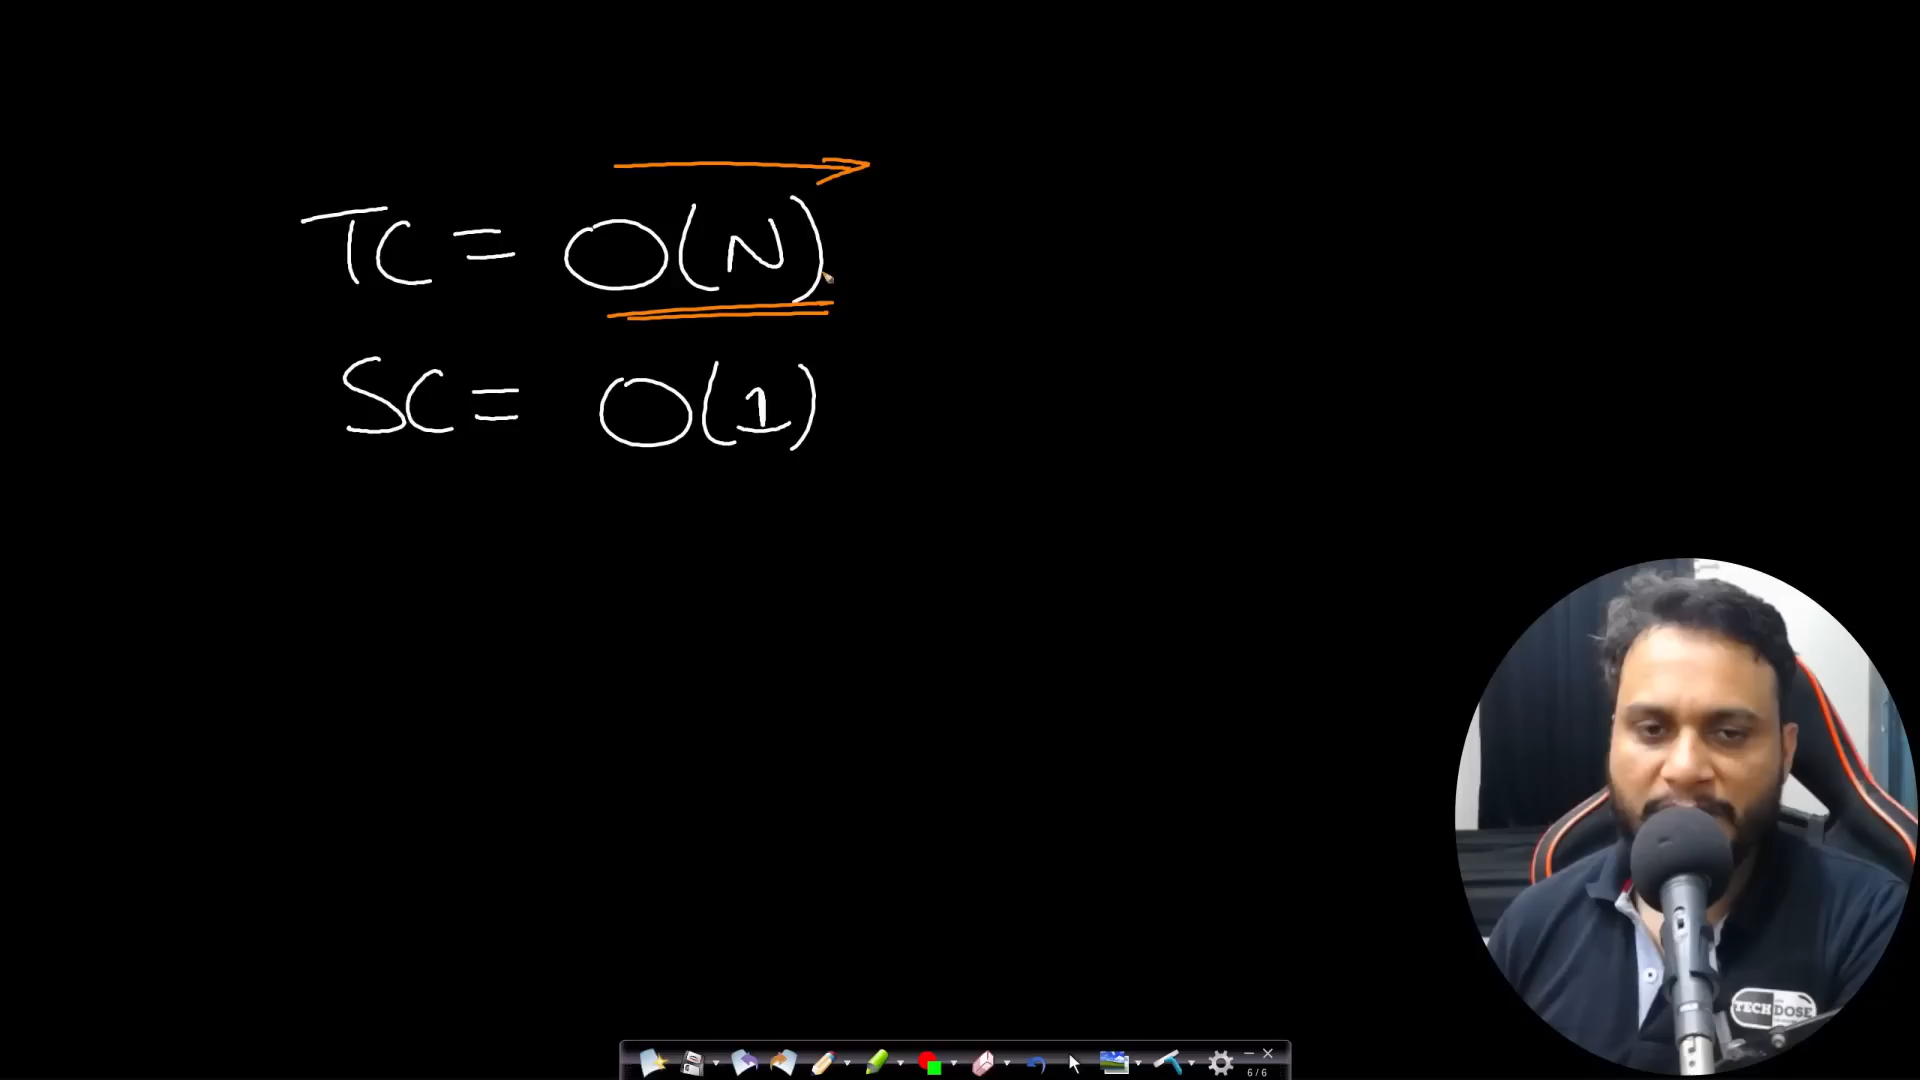 TC = O(N)
SC = O(1)
TECH DOSE
6 / 6